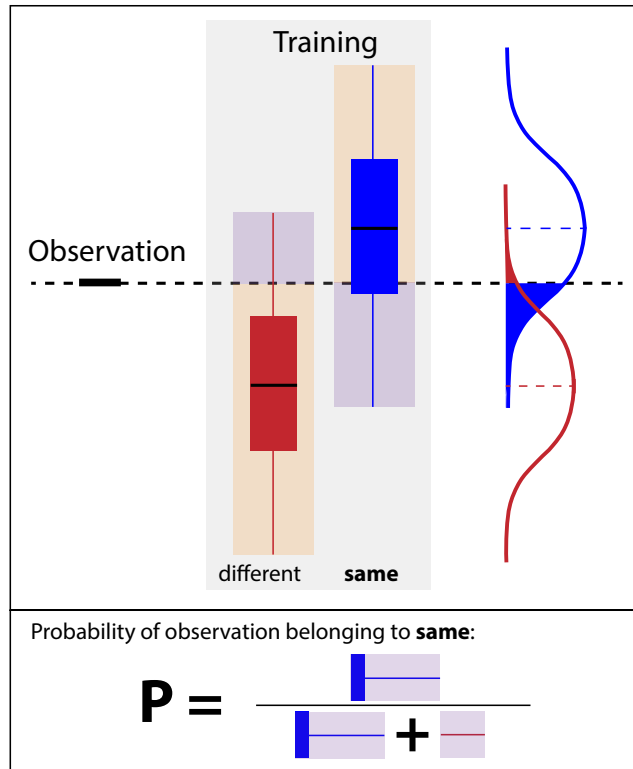 Training
Observation
different same
Probability of observation belonging to same:
P =
+